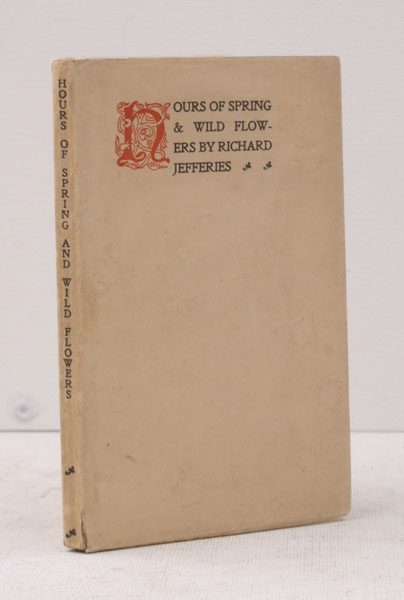 HOURS OF SPRING
& WILD FLOW-
ERS BY RICHARD
JEFFERIES
HOURS OF SPRING AND WILD FLOWERS